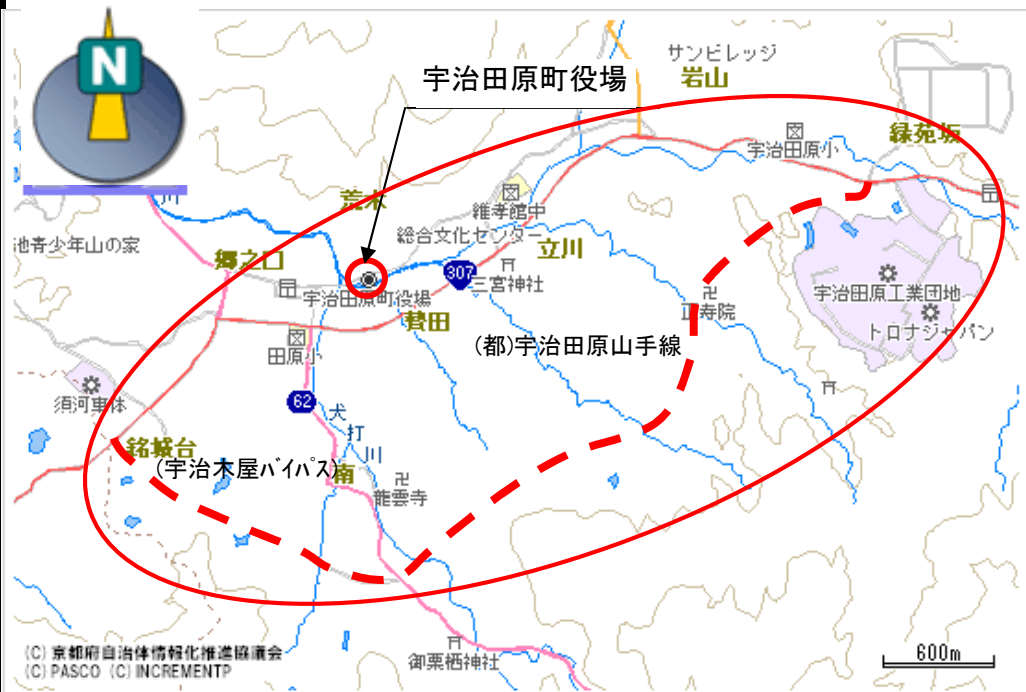 N
サンビレッジ
岩山
宇治田原町役場
緑苑坂
宇治田原小
荒木
維孝館中
川
総合文化センター
立川
池青少年山の家
郷之口
307
三宮神社
宇治田原町役場
宇治田原工業団地
正寿院
贄田
トロナジャパン
田原小
(都)宇治田原山手線
須河車体
62
犬
打
川
銘城台
(宇治木屋バイパス)
南
龍雲寺
御栗栖神社
600m
(C) 京都府自治体情報化推進協議会
(C) PASCO (C) INCREMENTP